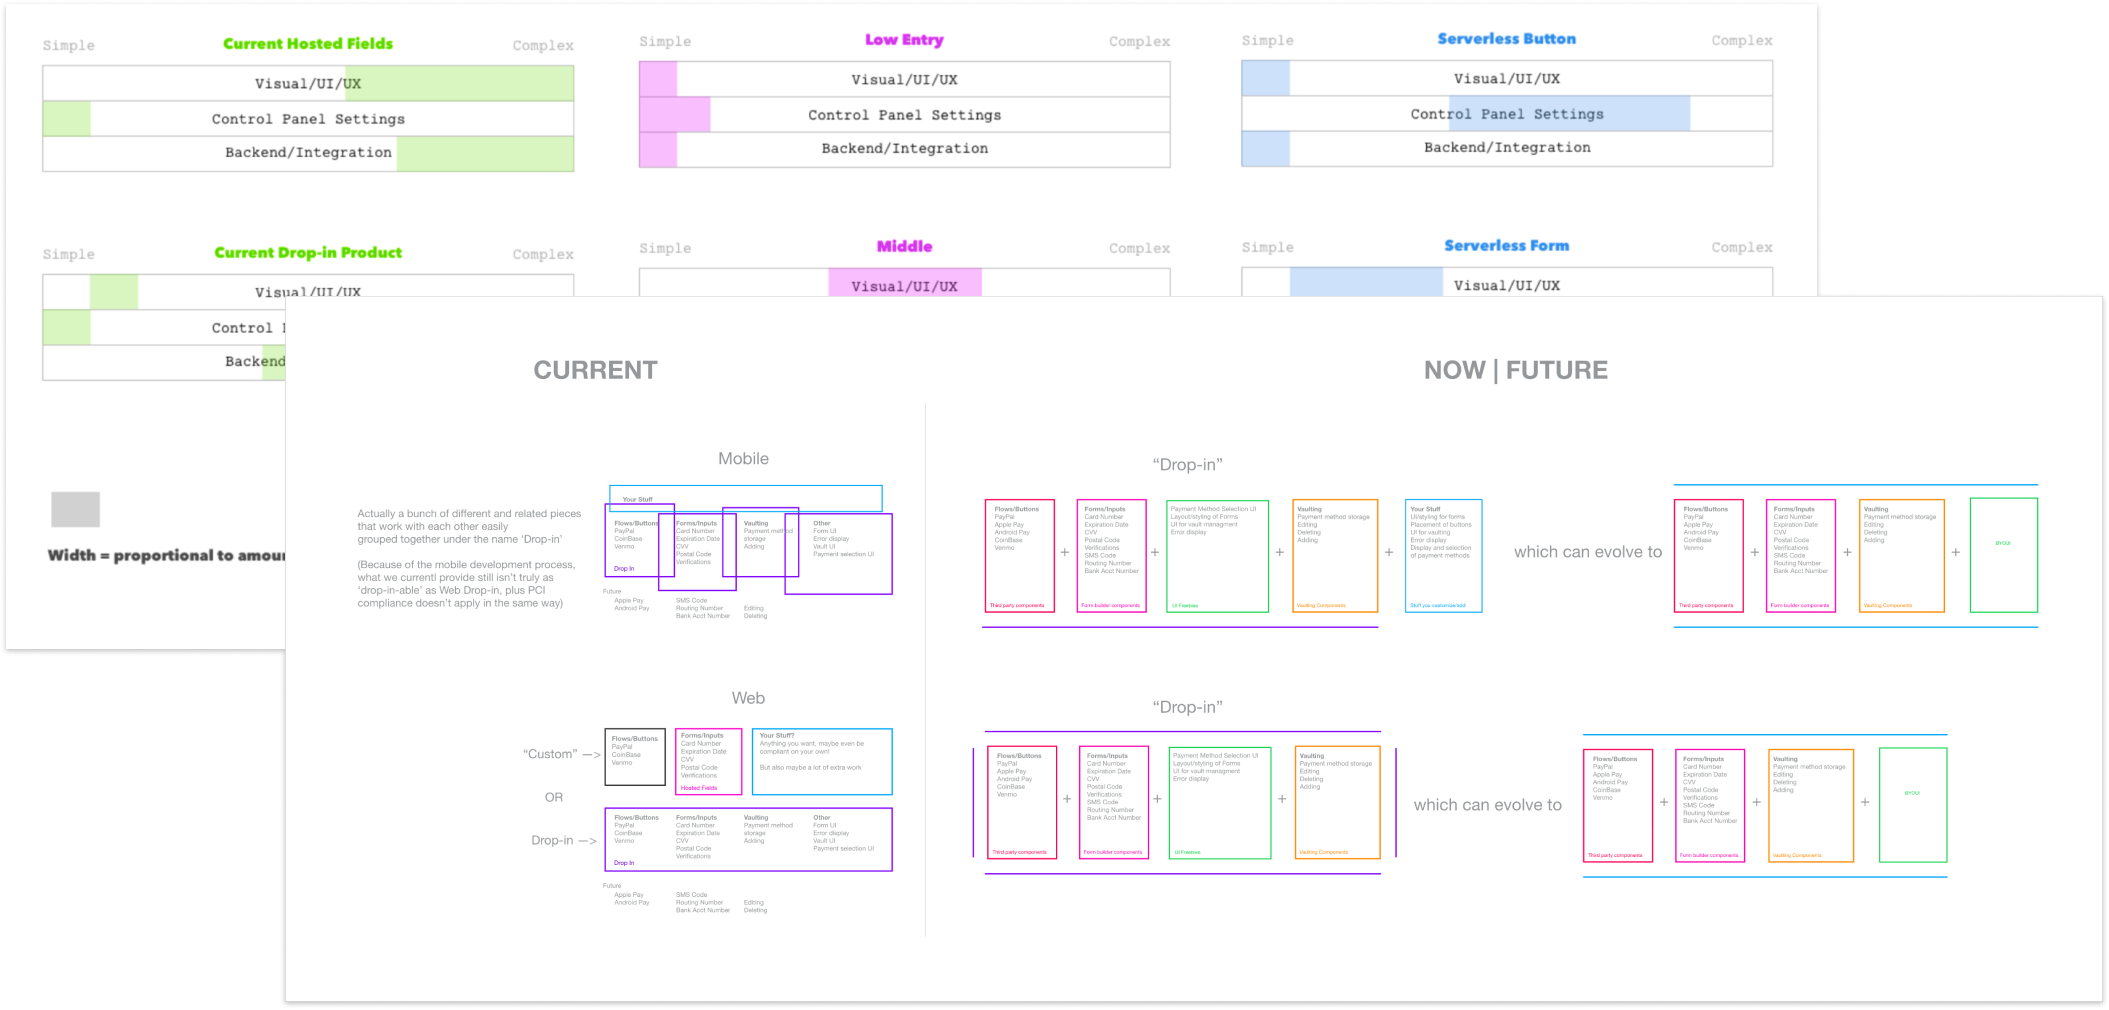 Simple Current Hosted Fields Complex
Visual/UI/UX
Control Panel Settings
Backend/Integration
Simple Low Entry Complex
Visual/UI/UX
Control Panel Settings
Backend/Integration
Simple Serverless Button Complex
Visual/UI/UX
Control Panel Settings
Backend/Integration
Simple Current Drop-in Product Complex
Visual/UI/UX
Control
Backend
Simple Middle Complex
Visual/UI/UX
Simple Serverless Form Complex
Visual/UI/UX
Width = proportional to amou
CURRENT
Mobile
Actually a bunch of different and related pieces
that work with each other easily
grouped together under the name ‘Drop-in’
(Because of the mobile development process,
what we currentl provide still isn’t truly as
‘drop-in-able’ as Web Drop-in, plus PCI
compliance doesn’t apply in the same way)
Your Stuff
Flows/Buttons
PayPal
CoinBase
Venmo
Drop In
Forms/Inputs
Card Number
Expiration Date
CVV
Postal Code
Verifications
Vaulting
Payment method
storage
Adding
Other
Form UI
Error display
Vault UI
Payment selection UI
Future
Apple Pay
Android Pay
SMS Code
Routing Number
Bank Acct Number
Editing
Deleting
Web
“Custom” —>
Flows/Buttons
PayPal
CoinBase
Venmo
Forms/Inputs
Card Number
Expiration Date
CVV
Postal Code
Verifications
Hosted Fields
Your Stuff?
Anything you want, maybe even be
compliant on your own!
But also maybe a lot of extra work
OR
Drop-in —>
Flows/Buttons
PayPal
CoinBase
Venmo
Drop In
Forms/Inputs
Card Number
Expiration Date
CVV
Postal Code
Verifications
Vaulting
Payment method
storage
Adding
Other
Form UI
Error display
Vault UI
Payment selection UI
Future
Apple Pay
Android Pay
SMS Code
Routing Number
Bank Acct Number
Editing
Deleting
NOW | FUTURE
“Drop-in”
Flows/Buttons
PayPal
Apple Pay
Android Pay
CoinBase
Venmo
Third party components
+
Forms/Inputs
Card Number
Expiration Date
CVV
Postal Code
Verifications
SMS Code
Routing Number
Bank Acct Number
Form builder components
+
Payment Method Selection UI
Layout/styling of Forms
UI for vault managment
Error display
UI Freebies
+
Vaulting
Payment method storage
Editing
Deleting
Adding
Vaulting Components
+
Your Stuff
UI/styling for forms
Placement of buttons
UI for vaulting
Error display
Display and selection
of payment methods
Stuff you customize/add
which can evolve to
Flows/Buttons
PayPal
Apple Pay
Android Pay
CoinBase
Venmo
Third party components
+
Forms/Inputs
Card Number
Expiration Date
CVV
Postal Code
Verifications
SMS Code
Routing Number
Bank Acct Number
Form builder components
+
Vaulting
Payment method storage
Editing
Deleting
Adding
Vaulting Components
+
BYOUI
“Drop-in”
Flows/Buttons
PayPal
Apple Pay
Android Pay
CoinBase
Venmo
Third party components
+
Forms/Inputs
Card Number
Expiration Date
CVV
Postal Code
Verifications
SMS Code
Routing Number
Bank Acct Number
Form builder components
+
Payment Method Selection UI
Layout/styling of Forms
UI for vault managment
Error display
UI Freebies
+
Vaulting
Payment method storage
Editing
Deleting
Adding
Vaulting Components
which can evolve to
Flows/Buttons
PayPal
Apple Pay
Android Pay
CoinBase
Venmo
Third party components
+
Forms/Inputs
Card Number
Expiration Date
CVV
Postal Code
Verifications
SMS Code
Routing Number
Bank Acct Number
Form builder components
+
Vaulting
Payment method storage
Editing
Deleting
Adding
Vaulting Components
+
BYOUI